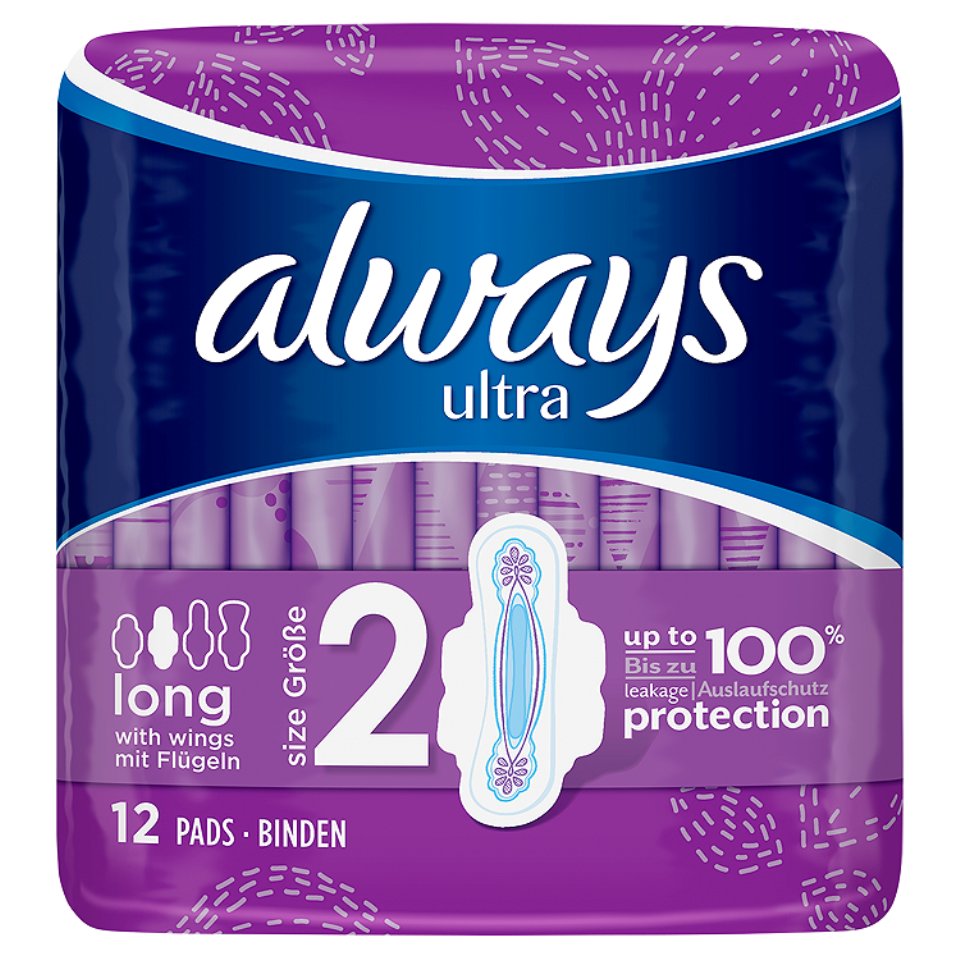 always
ultra
long
with wings
mit Flügeln
size Größe
2
up to
Bis zu
100%
leakage | Auslaufschutz
protection
12 PADS · BINDEN